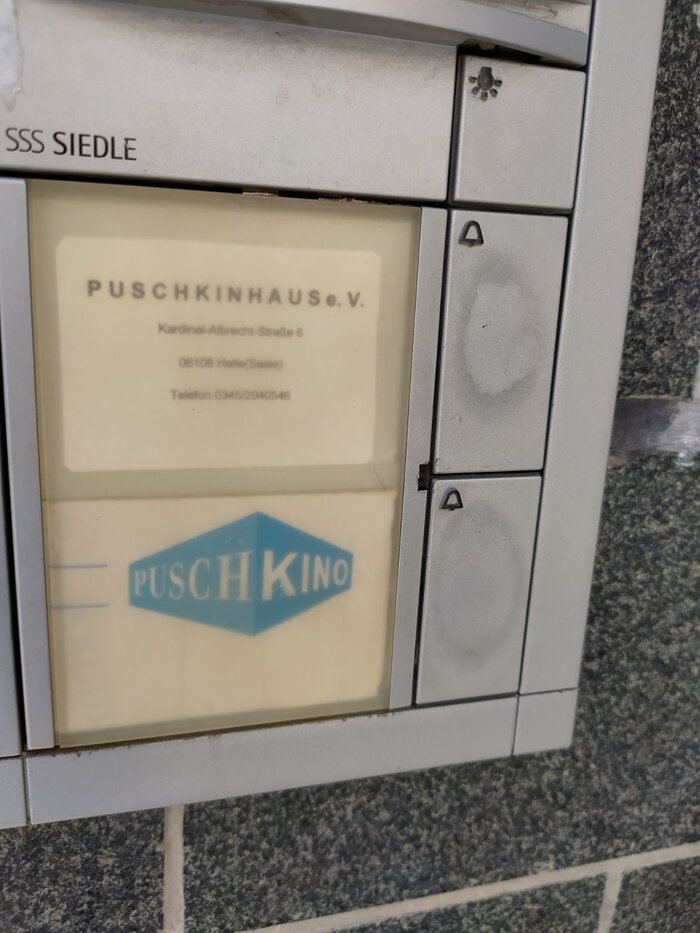 SSS SIEDLE
PUSCHKINHAUS e. V.
Kardinal-Albrecht-Straße 6
06108 Halle(Saale)
Telefon 0345/2040546
PUSCHKINO